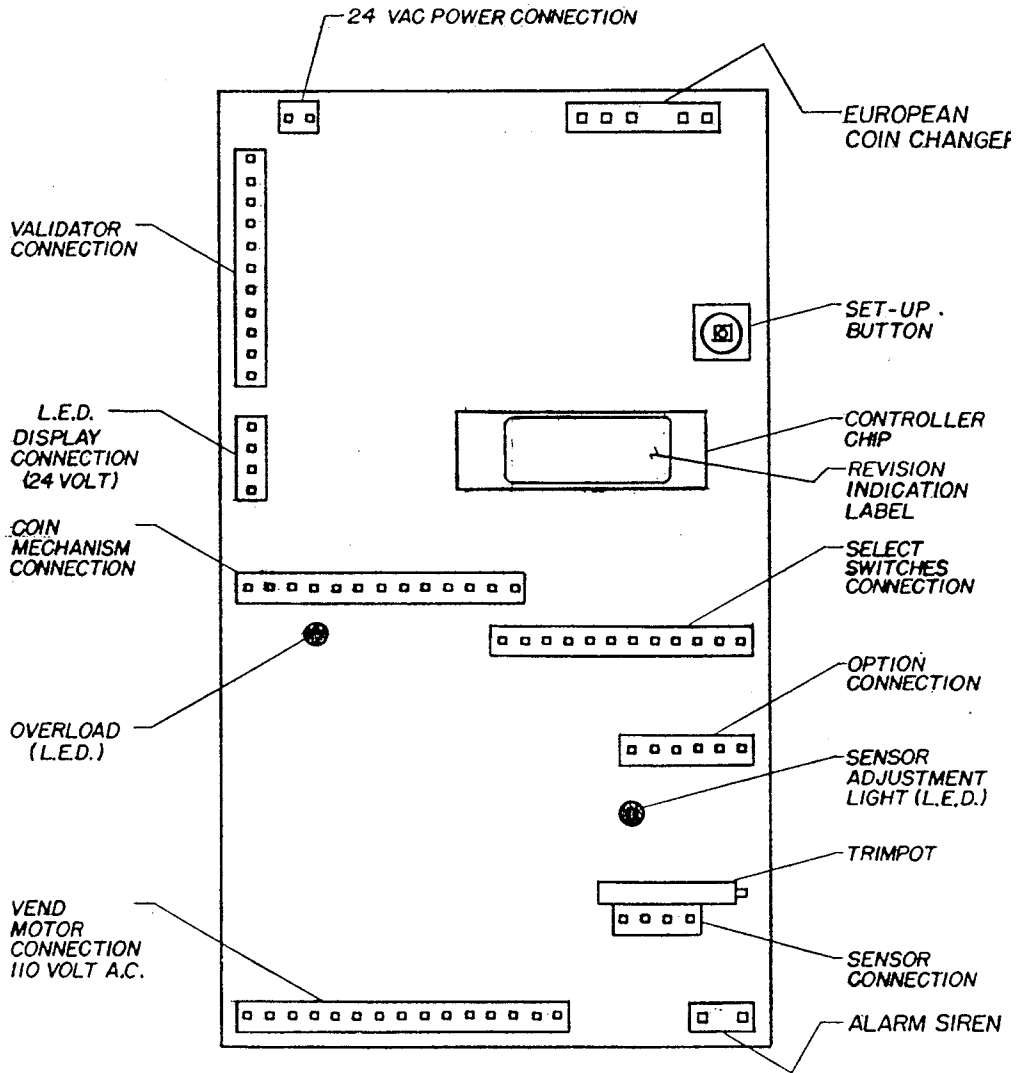 24 VAC POWER CONNECTION
EUROPEAN
COIN CHANGER
VALIDATOR
CONNECTION
SET-UP.
BUTTON
L.E.D.
DISPLAY
CONNECTION
(24 VOLT)
CONTROLLER
CHIP
REVISION
INDICATION
LABEL
COIN
MECHANISM
CONNECTION
SELECT
SWITCHES
CONNECTION
OPTION
CONNECTION
OVERLOAD
(L.E.D.)
SENSOR
ADJUSTMENT
LIGHT (L.E.D.)
TRIMPOT
VEND
MOTOR
CONNECTION
110 VOLT A.C.
SENSOR
CONNECTION
ALARM SIREN